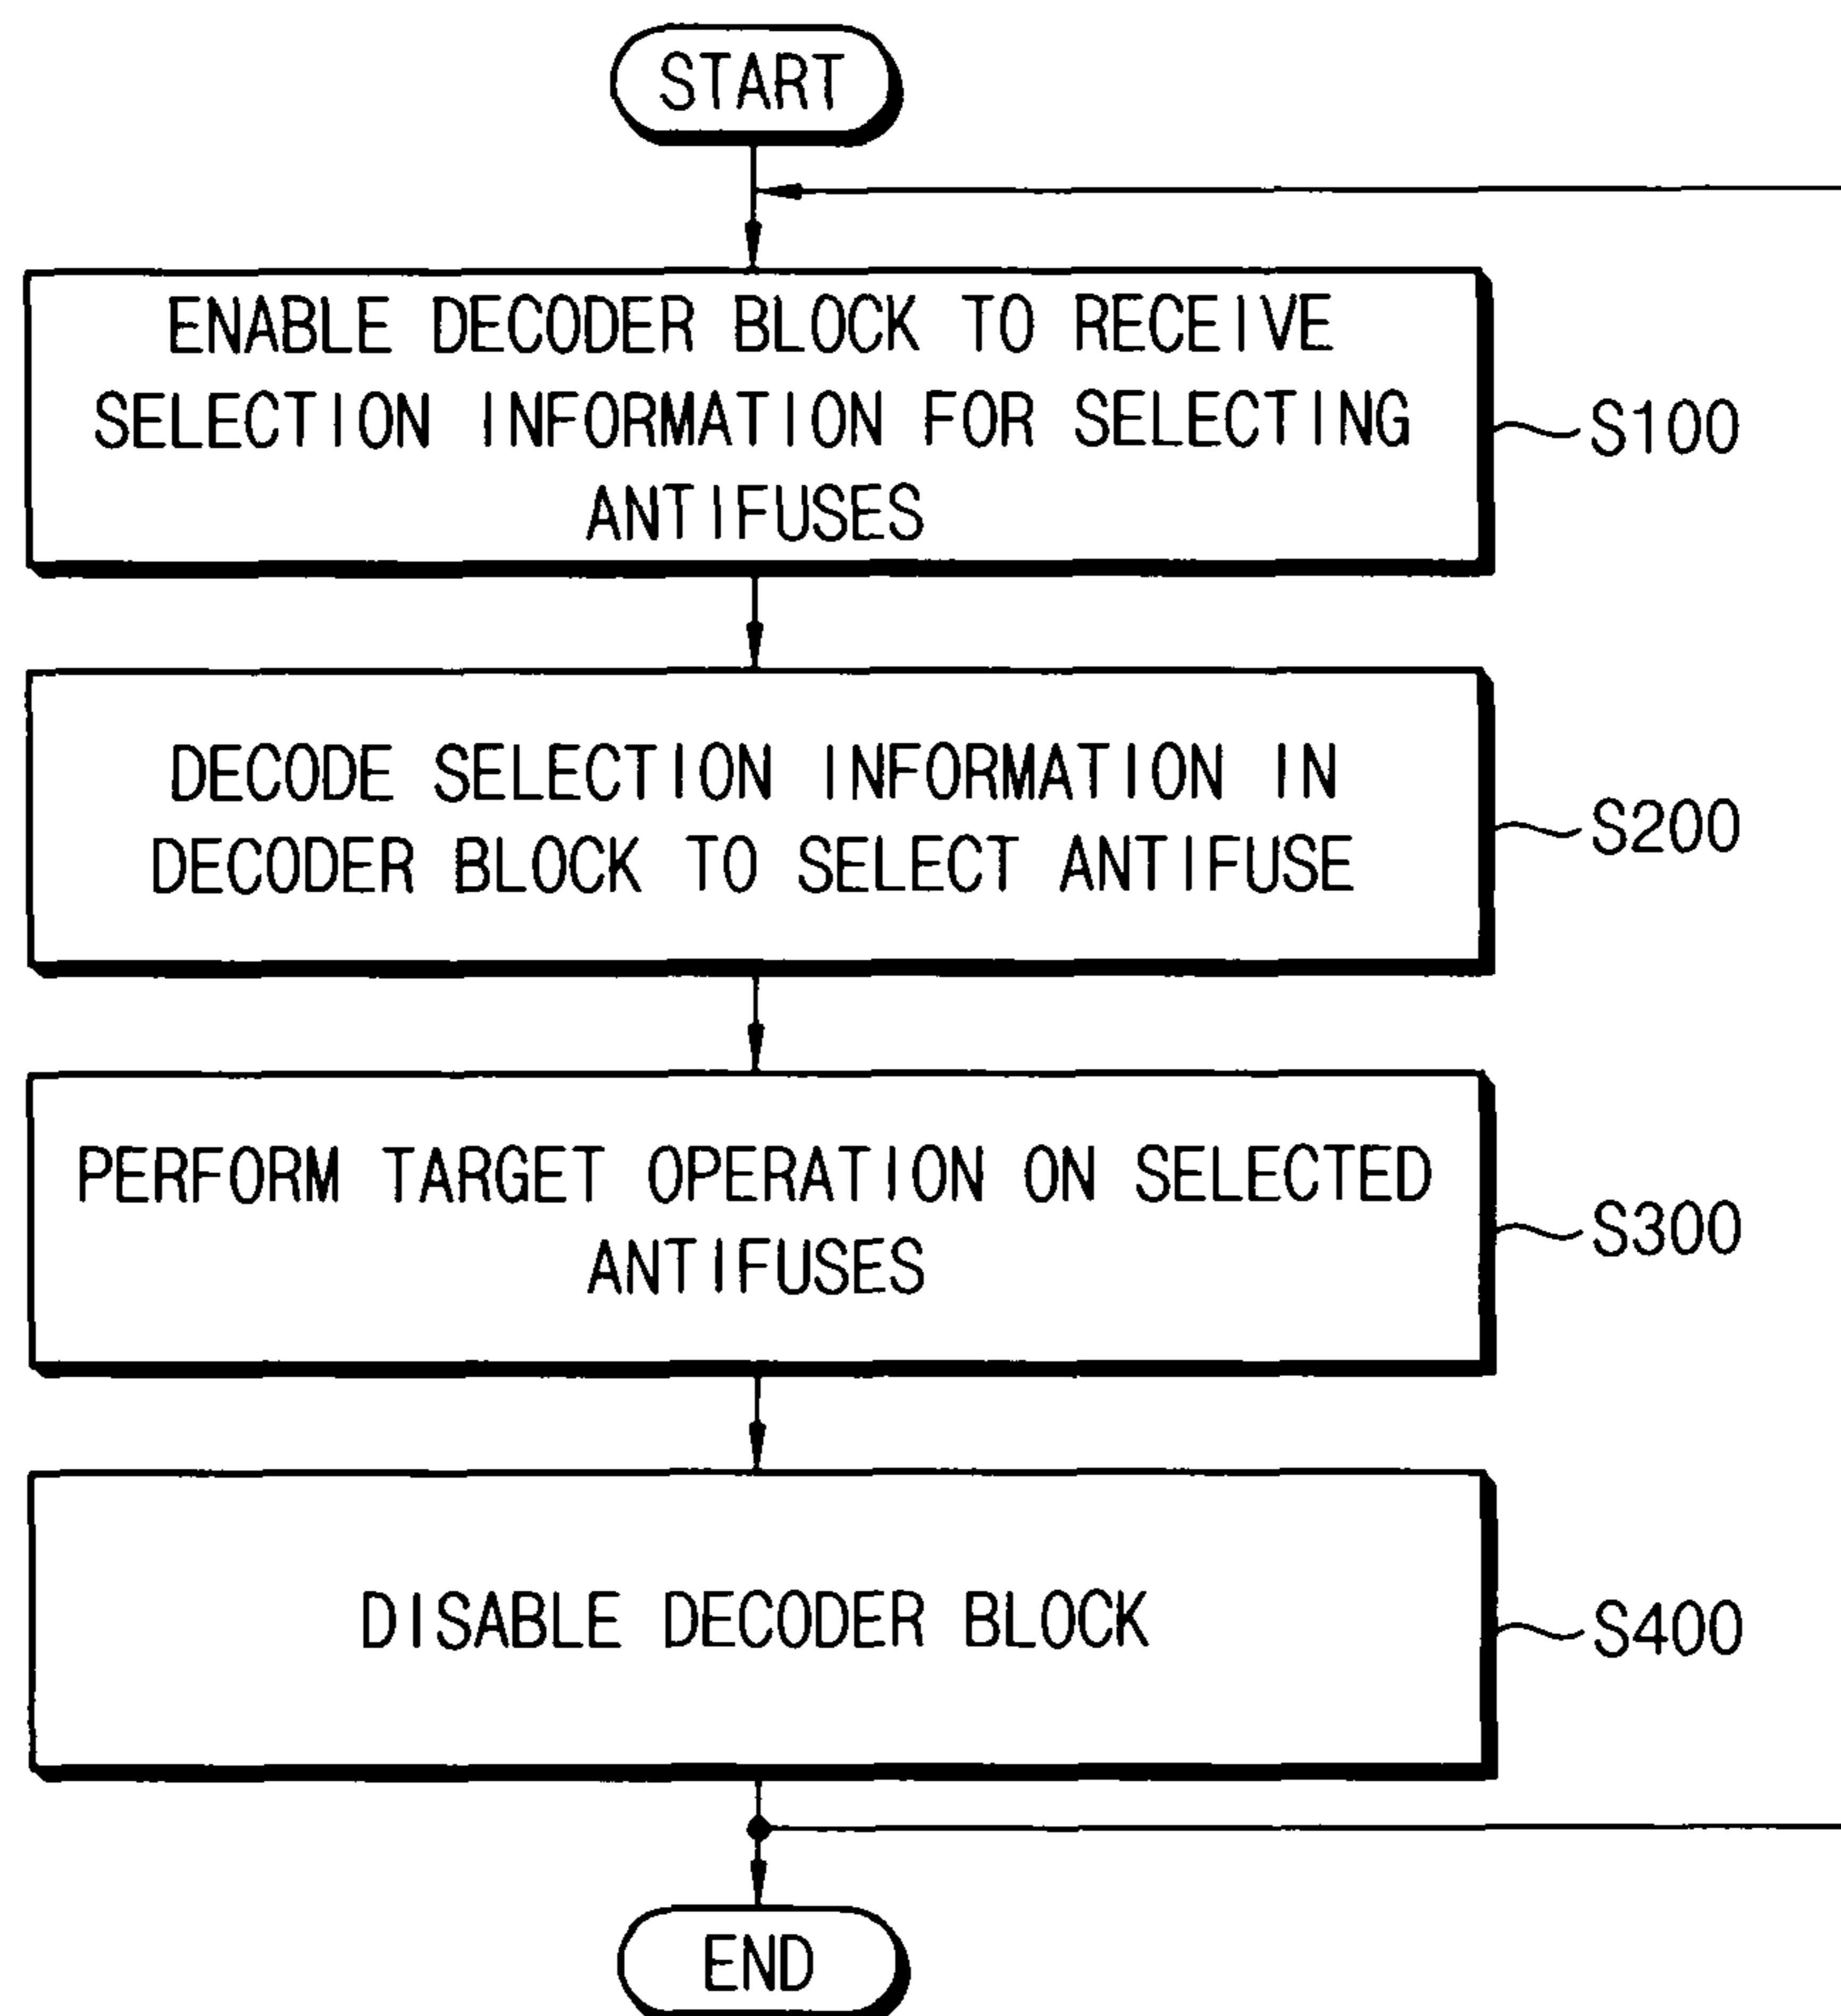 START
ENABLE DECODER BLOCK TO RECEIVE
SELECTION INFORMATION FOR SELECTING
ANTIFUSES
S100
DECODE SELECTION INFORMATION IN
DECODER BLOCK TO SELECT ANTIFUSE
S200
PERFORM TARGET OPERATION ON SELECTED
ANTIFUSES
S300
DISABLE DECODER BLOCK
S400
END